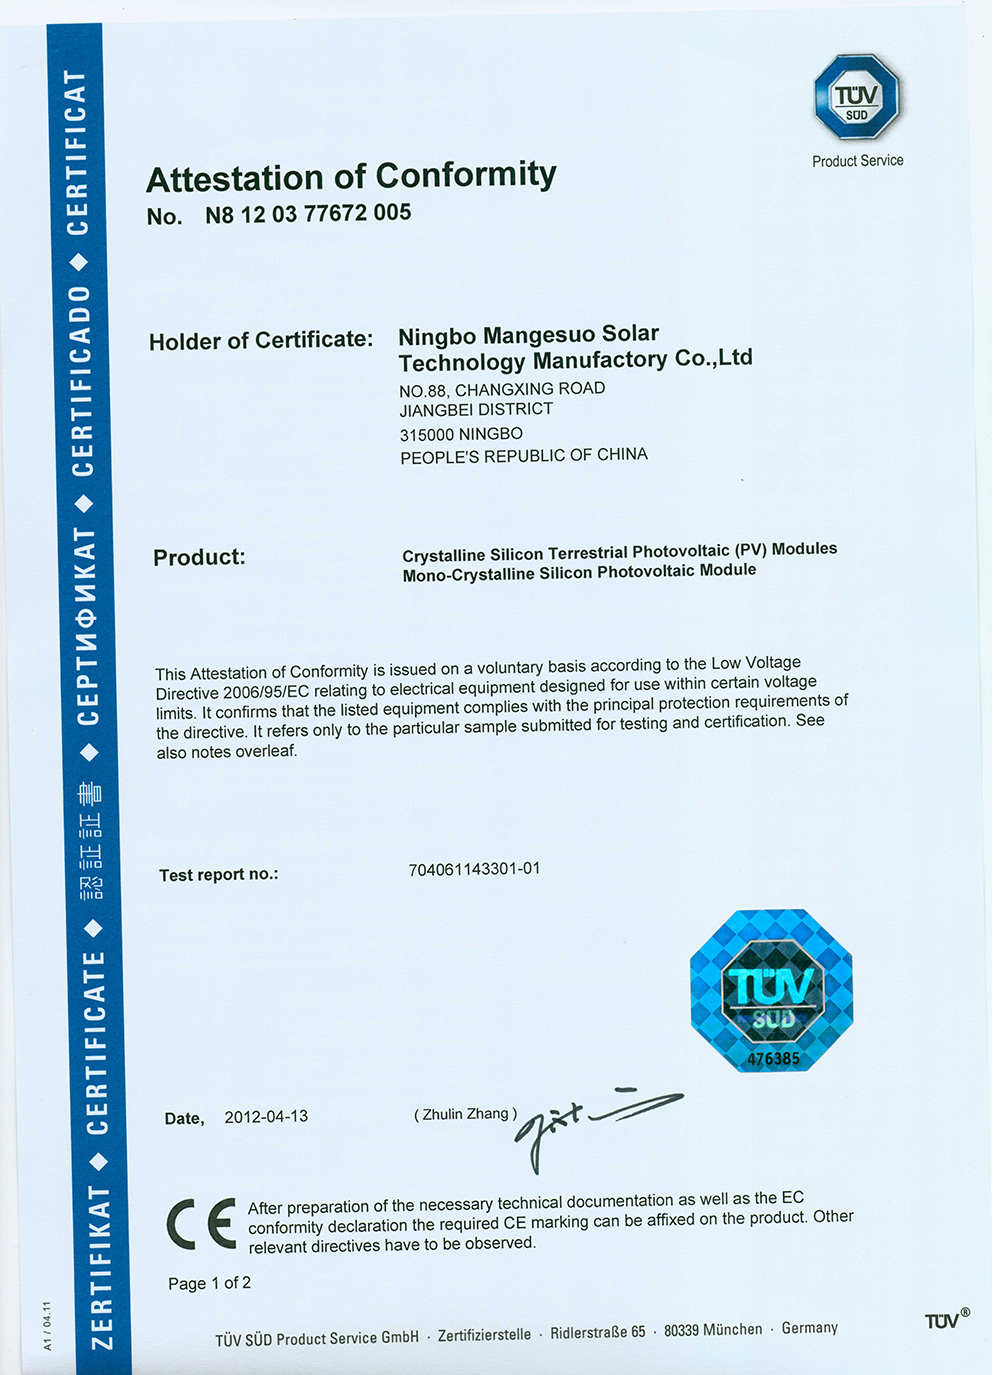 TÜV
SÜD
Product Service
Attestation of Conformity
No. N8 12 03 77672 005
Holder of Certificate: Ningbo Mangesuo Solar
Technology Manufactory Co.,Ltd
NO.88, CHANGXING ROAD
JIANGBEI DISTRICT
315000 NINGBO
PEOPLE'S REPUBLIC OF CHINA
Product: Crystalline Silicon Terrestrial Photovoltaic (PV) Modules
Mono-Crystalline Silicon Photovoltaic Module
This Attestation of Conformity is issued on a voluntary basis according to the Low Voltage
Directive 2006/95/EC relating to electrical equipment designed for use within certain voltage
limits. It confirms that the listed equipment complies with the principal protection requirements of
the directive. It refers only to the particular sample submitted for testing and certification. See
also notes overleaf.
Test report no.: 704061143301-01
TÜV
SÜD
476385
Date, 2012-04-13 ( Zhulin Zhang )
CE After preparation of the necessary technical documentation as well as the EC
conformity declaration the required CE marking can be affixed on the product. Other
relevant directives have to be observed.
Page 1 of 2
TÜV SÜD Product Service GmbH · Zertifizierstelle · Ridlerstraße 65 · 80339 München · Germany
TÜV®
A1 / 04.11
ZERTIFIKAT ◆ CERTIFICATE ◆ 認証証書 ◆ СЕРТИФИКАТ ◆ CERTIFICADO ◆ CERTIFICAT